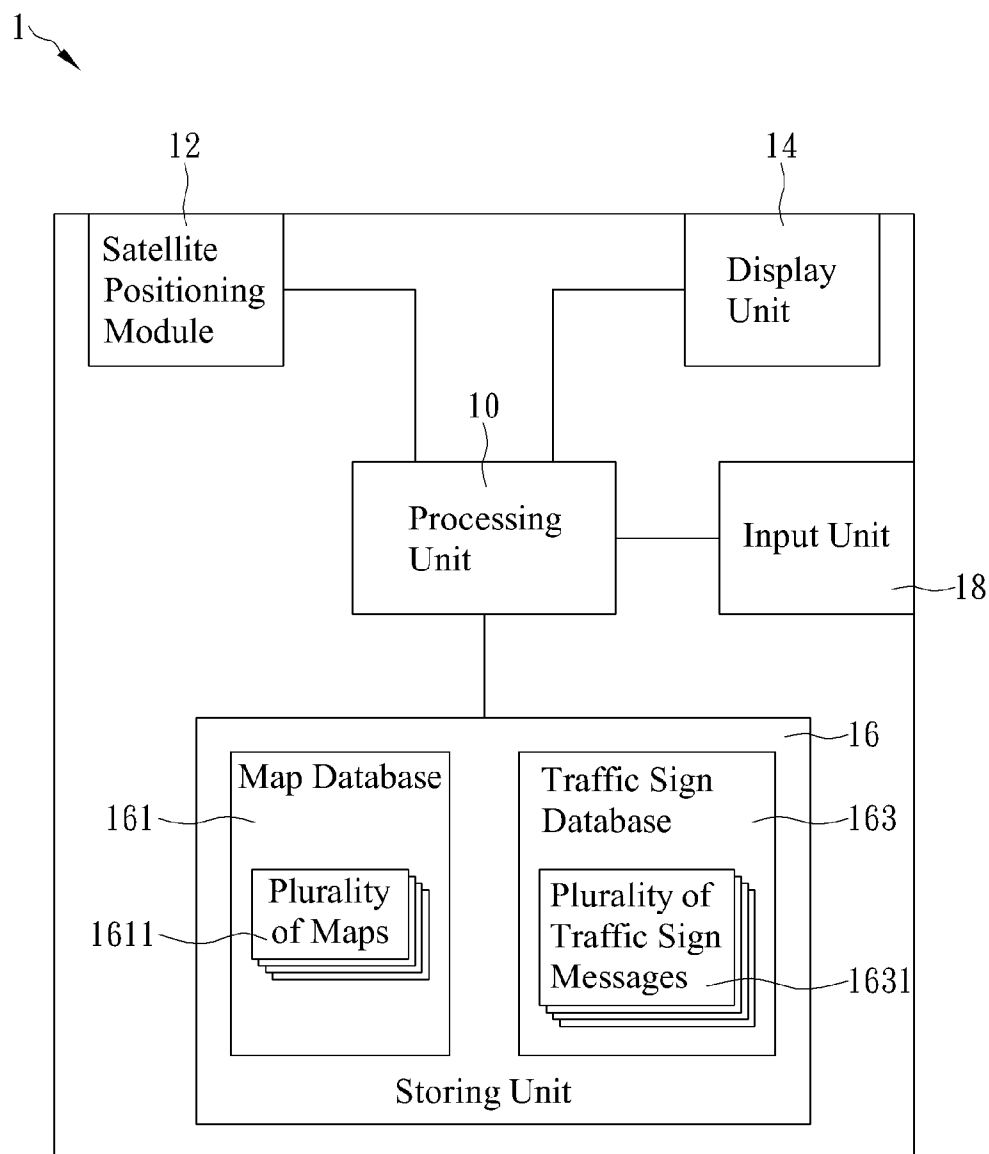 1
12
14
Satellite
Positioning
Module
Display
Unit
10
Processing
Unit
Input Unit
18
16
Map Database
Traffic Sign
Database
161
163
Plurality
of Maps
1611
Plurality of
Traffic Sign
Messages
1631
Storing Unit